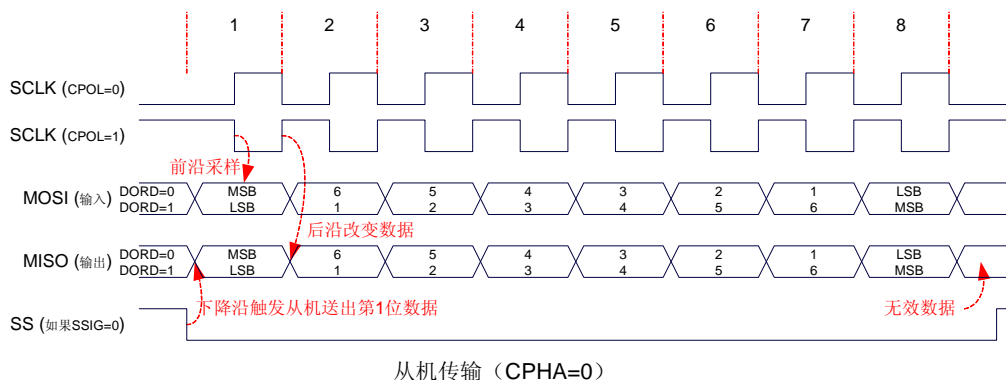 1 2 3 4 5 6 7 8
SCLK (CPOL=0)
SCLK (CPOL=1)
前沿采样
MOSI (输入) DORD=0 MSB 6 5 4 3 2 1 LSB
DORD=1 LSB 1 2 3 4 5 6 MSB
后沿改变数据
MISO (输出) DORD=0 MSB 6 5 4 3 2 1 LSB
DORD=1 LSB 1 2 3 4 5 6 MSB
下降沿触发从机送出第1位数据
无效数据
SS (如果SSIG=0)
从机传输（CPHA=0）